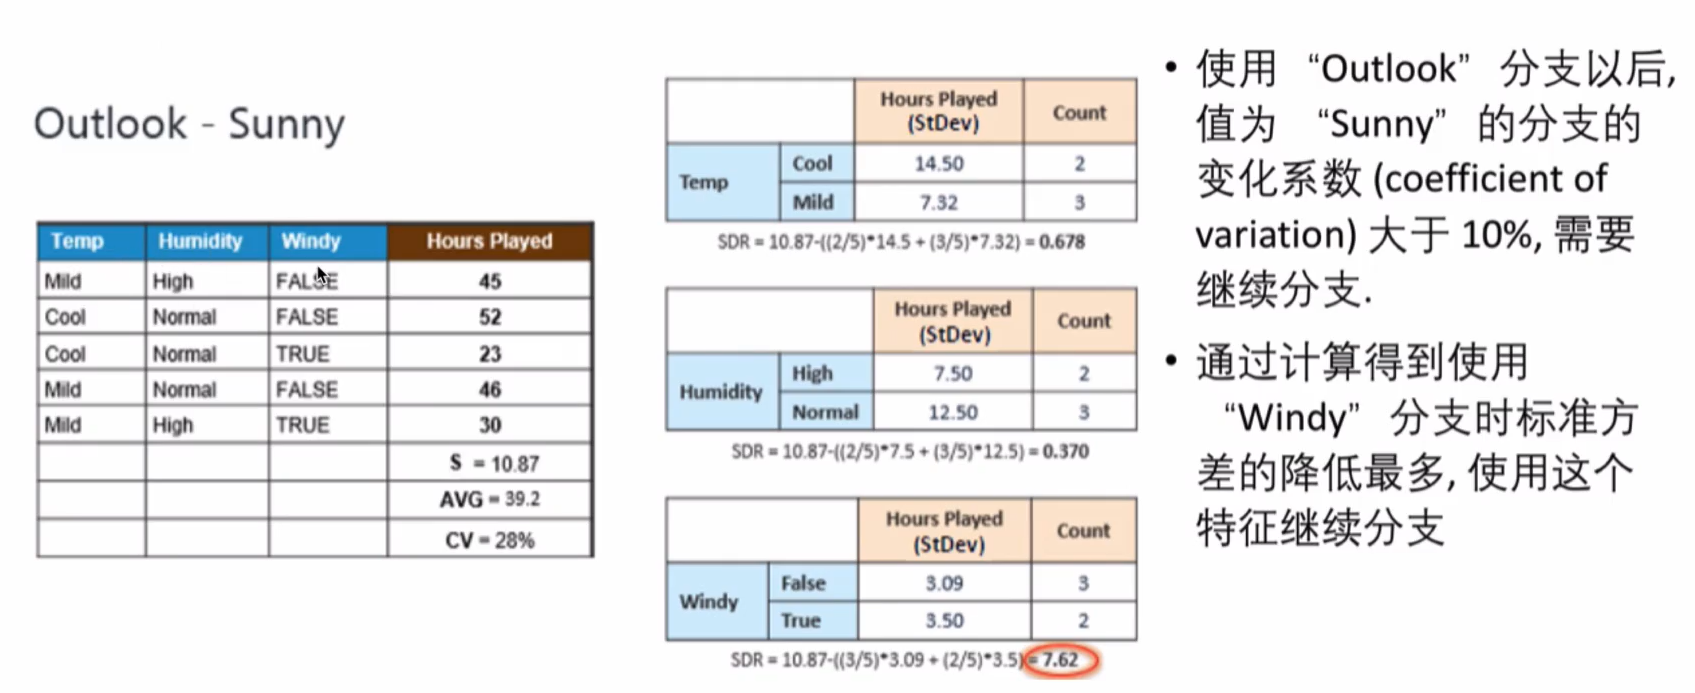 Outlook - Sunny
Temp Humidity Windy Hours Played
Mild High FALSE 45
Cool Normal FALSE 52
Cool Normal TRUE 23
Mild Normal FALSE 46
Mild High TRUE 30
S = 10.87
AVG = 39.2
CV = 28%
Hours Played
(StDev) Count
Temp
Cool 14.50 2
Mild 7.32 3
SDR = 10.87-((2/5)*14.5 + (3/5)*7.32) = 0.678
Hours Played
(StDev) Count
Humidity
High 7.50 2
Normal 12.50 3
SDR = 10.87-((2/5)*7.5 + (3/5)*12.5) = 0.370
Hours Played
(StDev) Count
Windy
False 3.09 3
True 3.50 2
SDR = 10.87-((3/5)*3.09 + (2/5)*3.5) = 7.62
• 使用 “Outlook” 分支以后,
值为 “Sunny” 的分支的
变化系数 (coefficient of
variation) 大于 10%, 需要
继续分支.
• 通过计算得到使用
“Windy” 分支时标准方
差的降低最多, 使用这个
特征继续分支